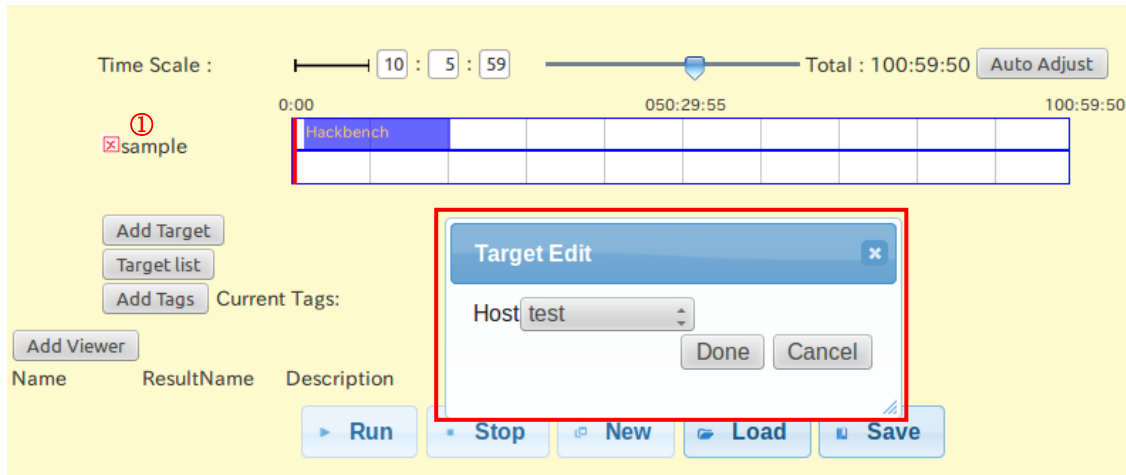 Time Scale : 10 : 5 : 59 Total : 100:59:50 Auto Adjust
0:00 050:29:55 100:59:50
①
sample Hackbench
Add Target
Target list
Add Tags Current Tags:
Target Edit
Host test
Done Cancel
Add Viewer
Name ResultName Description
Run Stop New Load Save